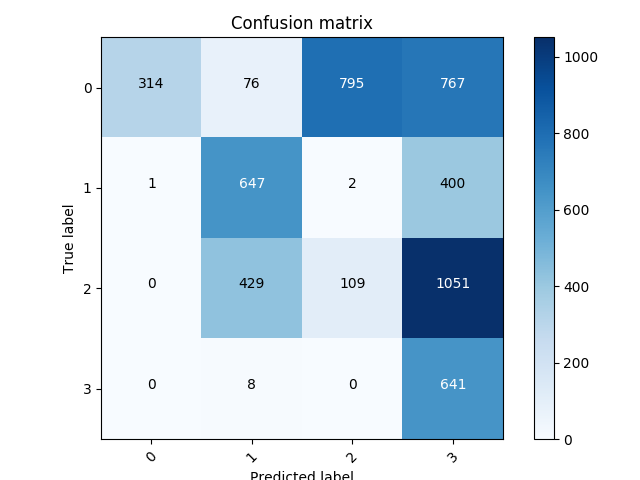 Confusion matrix
0 314 76 795 767
1 1 647 2 400
2 0 429 109 1051
3 0 8 0 641
0 1 2 3
True label
Predicted label
1000
800
600
400
200
0